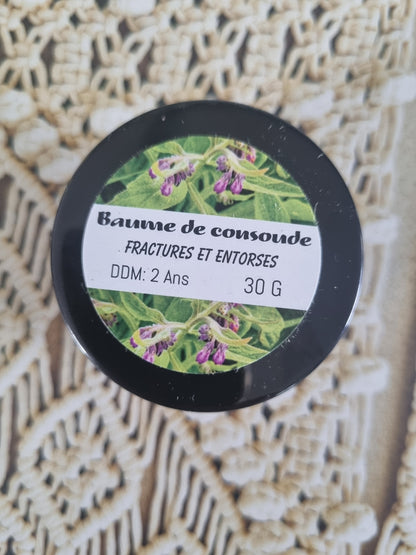 Baume de consoude
FRACTURES ET ENTORSES
DDM: 2 Ans 30 G